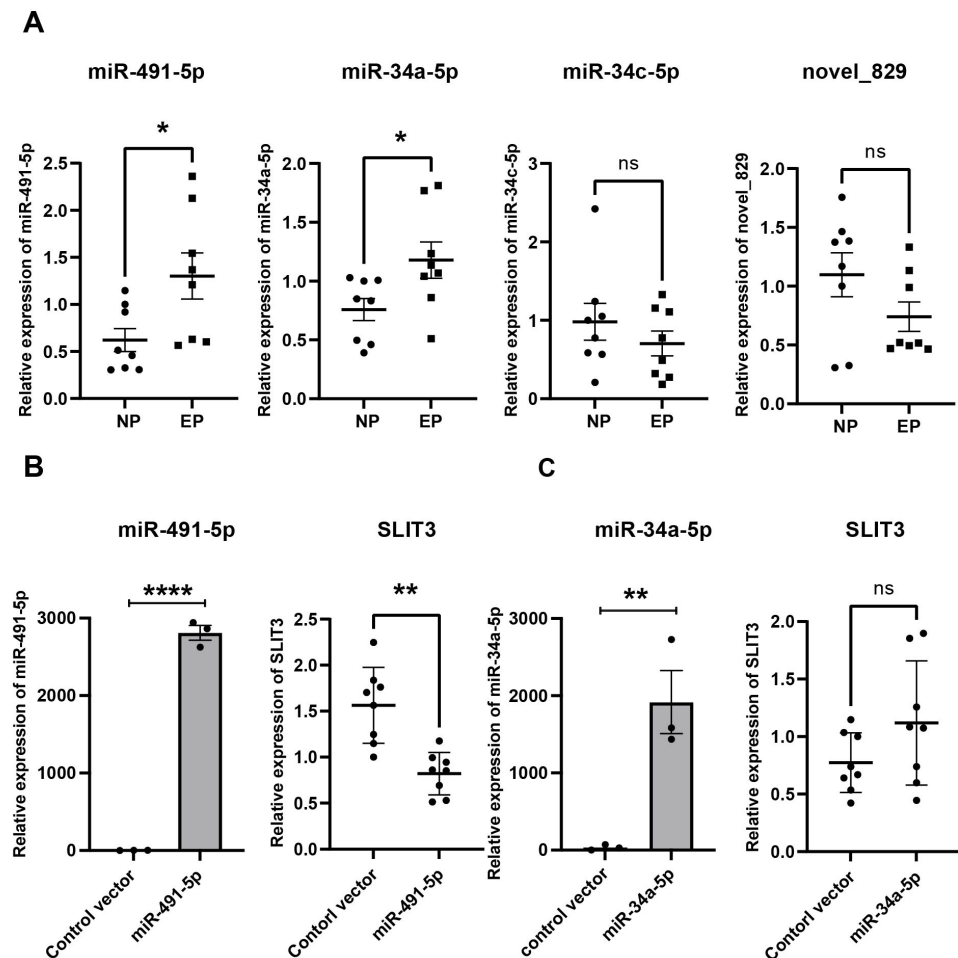 A
miR-491-5p
miR-34a-5p
miR-34c-5p
novel_829
*
*
ns
ns
Relative expression of miR-491-5p
2.5
2.0
1.5
1.0
0.5
0.0
NP
EP
Relative expression of miR-34a-5p
2.0
1.5
1.0
0.5
0.0
NP
EP
Relative expression of miR-34c-5p
3
2
1
0
NP
EP
Relative expression of novel_829
2.0
1.5
1.0
0.5
0.0
NP
EP
B
miR-491-5p
****
Relative expression of miR-491-5p
3000
2000
1000
0
Control vector
miR-491-5p
SLIT3
**
Relative expression of SLIT3
2.5
2.0
1.5
1.0
0.5
0.0
Contorl vector
miR-491-5p
C
miR-34a-5p
**
Relative expression of miR-34a-5p
3000
2000
1000
0
control vector
miR-34a-5p
SLIT3
ns
Relative expression of SLIT3
2.0
1.5
1.0
0.5
0.0
Contorl vector
miR-34a-5p